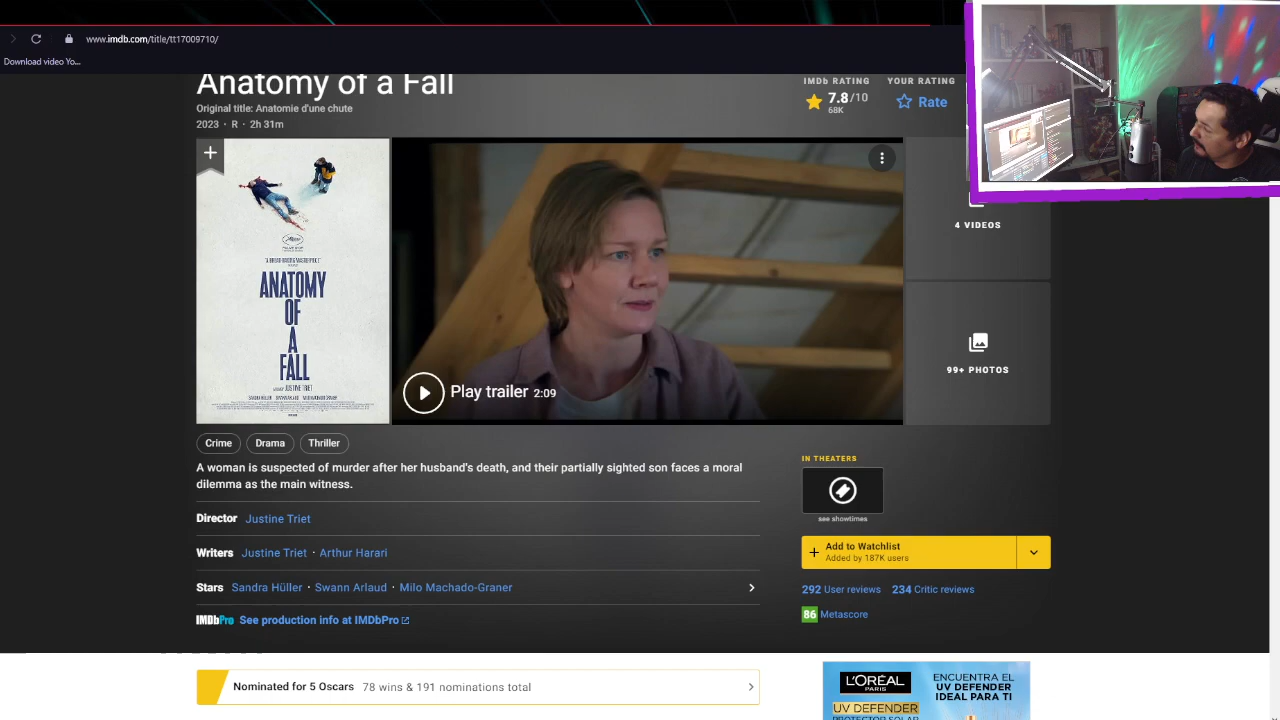 www.imdb.com/title/tt17009710/
Download video Yo...
Anatomy of a Fall
Original title: Anatomie d'une chute
2023 · R · 2h 31m
IMDb RATING
7.8/10
68K
YOUR RATING
Rate
ANATOMY
OF
A
FALL
JUSTINE TRIET
Play trailer 2:09
4 VIDEOS
99+ PHOTOS
Crime
Drama
Thriller
A woman is suspected of murder after her husband's death, and their partially sighted son faces a moral
dilemma as the main witness.
Director Justine Triet
Writers Justine Triet · Arthur Harari
Stars Sandra Hüller · Swann Arlaud · Milo Machado-Graner
IMDbPro See production info at IMDbPro
IN THEATERS
see showtimes
Add to Watchlist
Added by 187K users
292 User reviews 234 Critic reviews
86 Metascore
Nominated for 5 Oscars 78 wins & 191 nominations total
L'ORÉAL
PARIS
UV DEFENDER
PROTECTOR SOLAR
ENCUENTRA EL
UV DEFENDER
IDEAL PARA TI